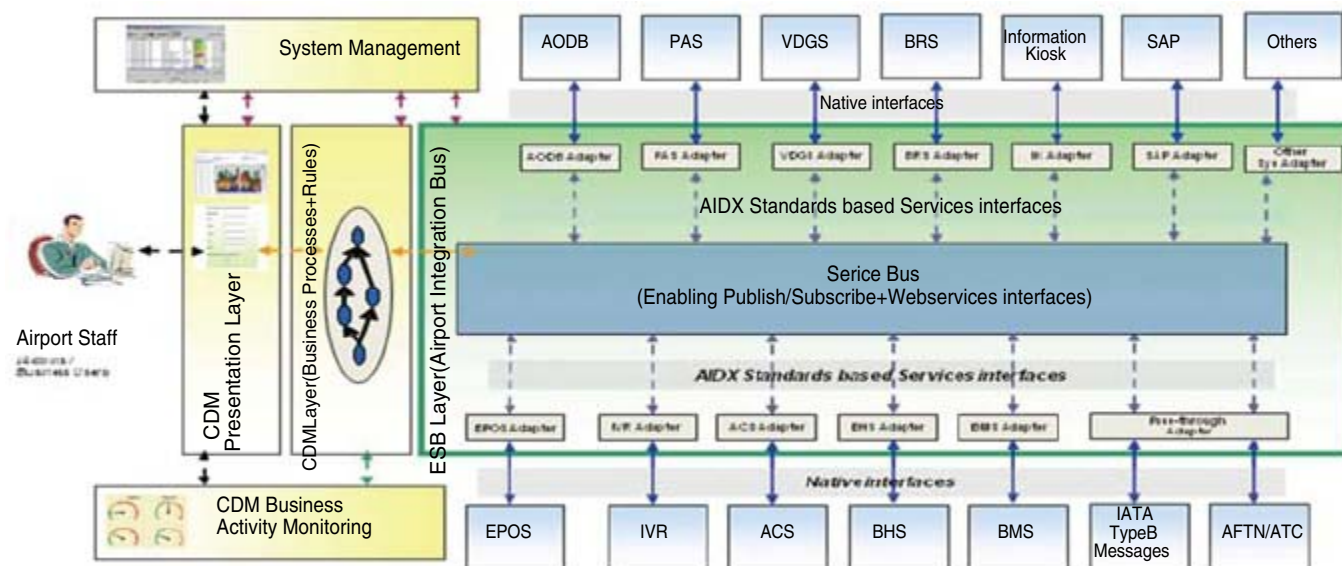 System Management
AODB
PAS
VDGS
BRS
Information
Kiosk
SAP
Others
Native interfaces
AODB Adapter
PAS Adapter
VDGS Adapter
BRS Adapter
IK Adapter
SAP Adapter
Other
Sys Adapter
AIDX Standards based Services interfaces
Serice Bus
(Enabling Publish/Subscribe+Webservices interfaces)
Airport Staff
Business Users
CDM
Presentation Layer
CDMLayer(Business Processes+Rules)
ESB Layer(Airport Integration Bus)
AIDX Standards based Services interfaces
EPOS Adapter
IVR Adapter
ACS Adapter
BHS Adapter
BMS Adapter
Pass-through
Adapter
Native interfaces
CDM Business
Activity Monitoring
EPOS
IVR
ACS
BHS
BMS
IATA
TypeB
Messages
AFTN/ATC